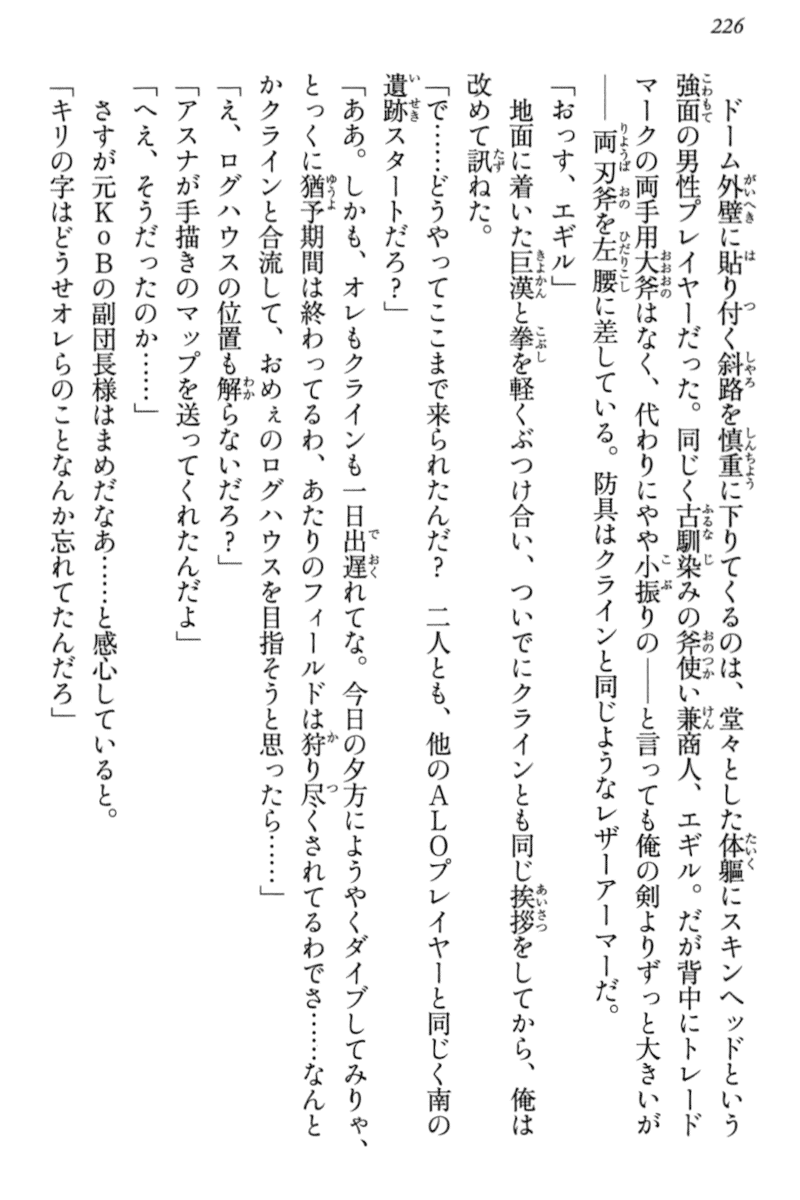 226
ドーム外壁に貼り付く斜路を慎重に下りてくるのは、堂々とした体軀にスキンヘッドという
強面の男性プレイヤーだった。同じく古馴染みの斧使い兼商人、エギル。だが背中にトレード
マークの両手用大斧はなく、代わりにやや小振りの――と言っても俺の剣よりずっと大きいが
――両刃斧を左腰に差している。防具はクラインと同じようなレザーアーマーだ。
「おっす、エギル」
地面に着いた巨漢と拳を軽くぶつけ合い、ついでにクラインとも同じ挨拶をしてから、俺は
改めて訊ねた。
「で……どうやってここまで来られたんだ？　二人とも、他のＡＬＯプレイヤーと同じく南の
遺跡スタートだろ？」
「ああ。しかも、オレもクラインも一日出遅れてな。今日の夕方にようやくダイブしてみりゃ、
とっくに猶予期間は終わってるわ、あたりのフィールドは狩り尽くされてるわでさ……なんと
かクラインと合流して、おめぇのログハウスを目指そうと思ったら……」
「え、ログハウスの位置も解らないだろ？」
「アスナが手描きのマップを送ってくれたんだよ」
「へえ、そうだったのか……」
さすが元ＫｏＢの副団長様はまめだなあ……と感心していると。
「キリの字はどうせオレらのことなんか忘れてたんだろ」